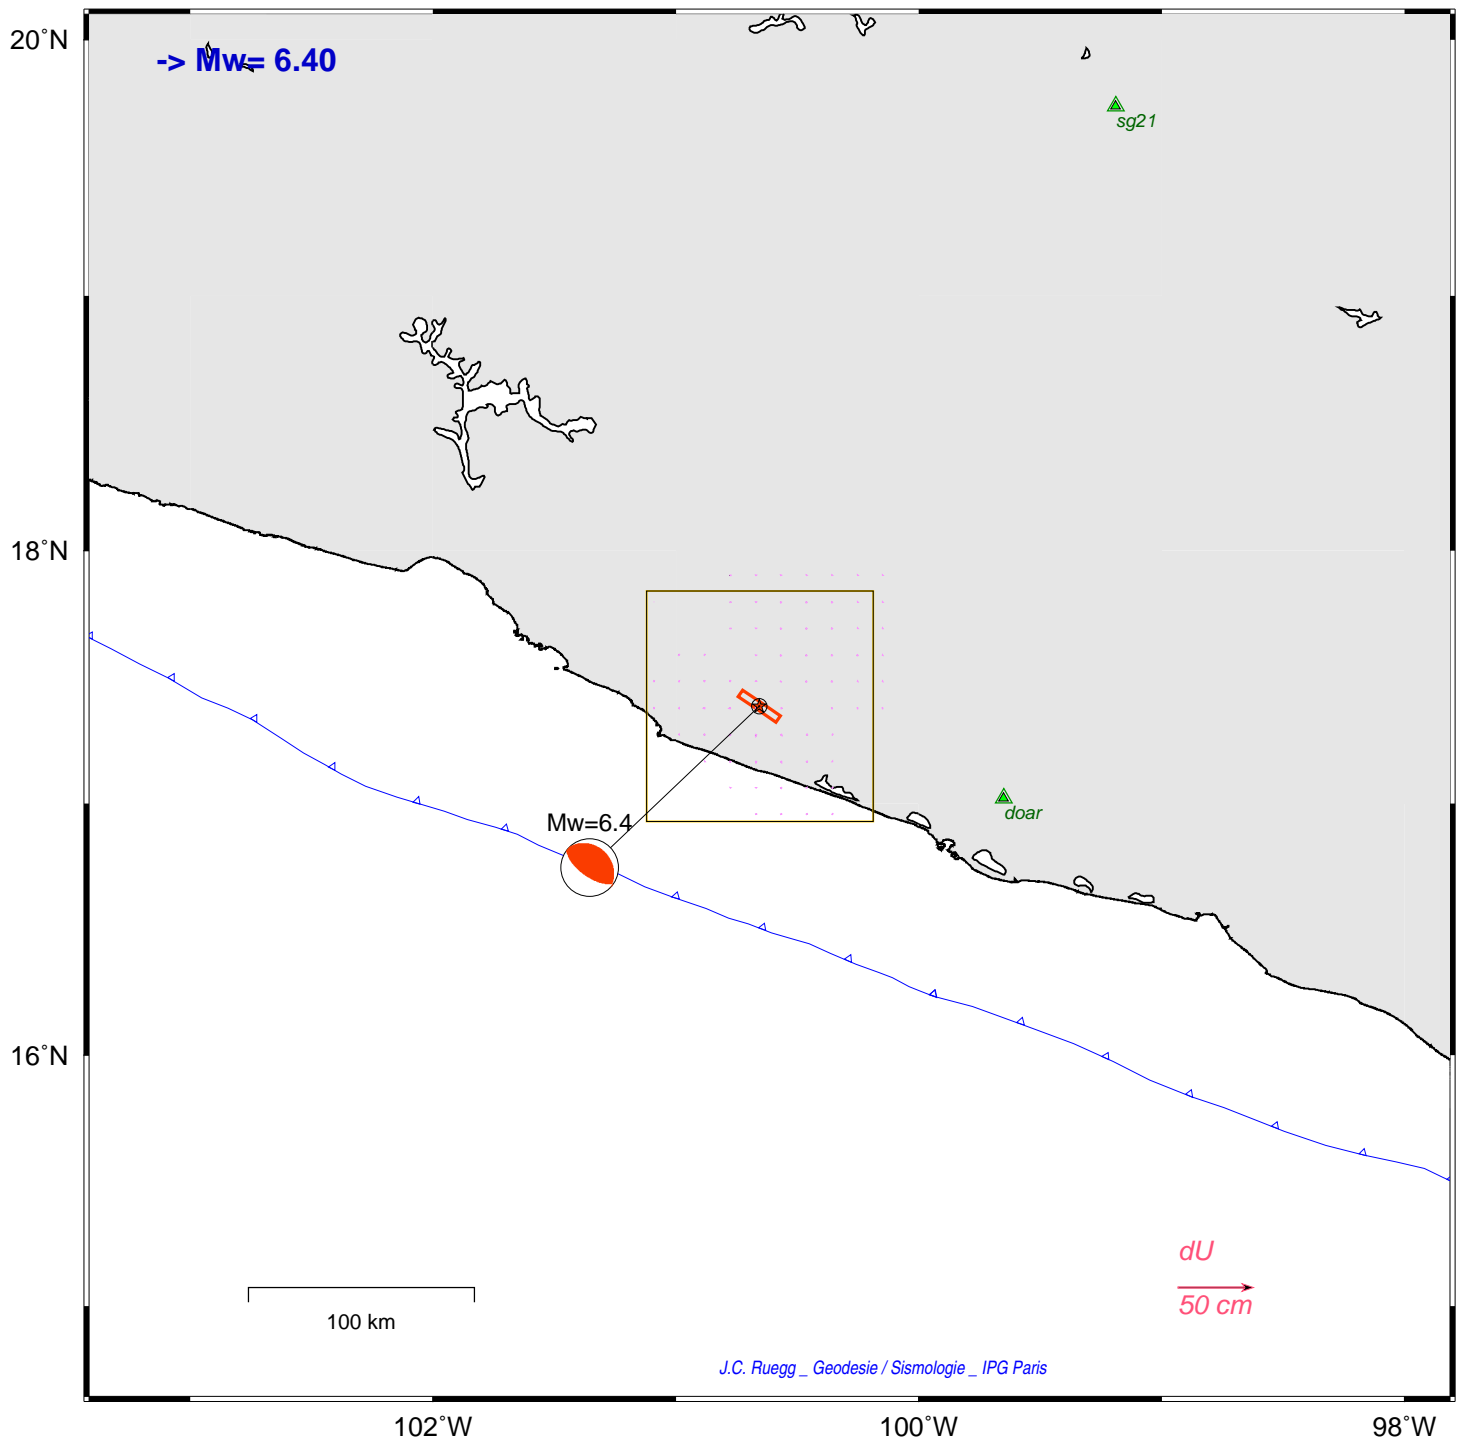 20°N
-> Mw= 6.40
sg21
18°N
doar
Mw=6.4
16°N
dU
50 cm
100 km
J.C. Ruegg _ Geodesie / Sismologie _ IPG Paris
102°W
100°W
98°W